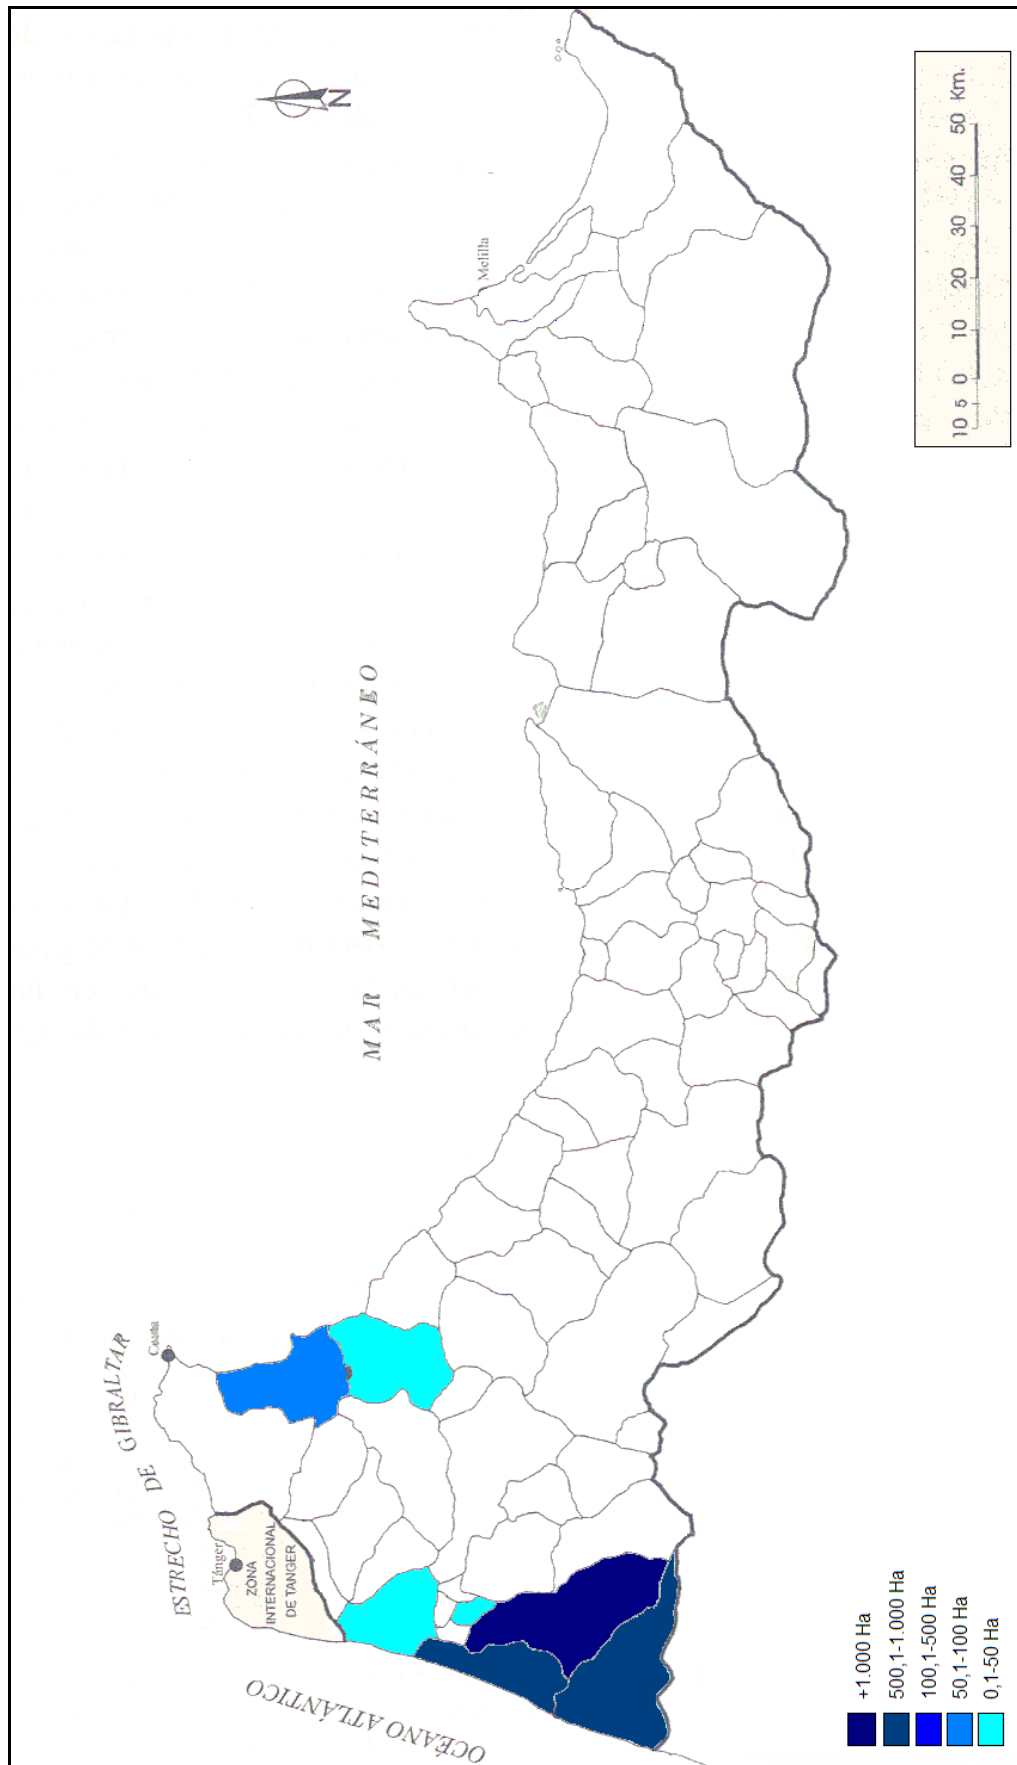 N
ESTRECHO DE GIBRALTAR
Ceuta
Tánger
ZONA
INTERNACIONAL
DE TANGER
OCÉANO ATLÁNTICO
MAR MEDITERRÁNEO
Melilla
+1.000 Ha
500,1-1.000 Ha
100,1-500 Ha
50,1-100 Ha
0,1-50 Ha
10 5 0 10 20 30 40 50 Km.